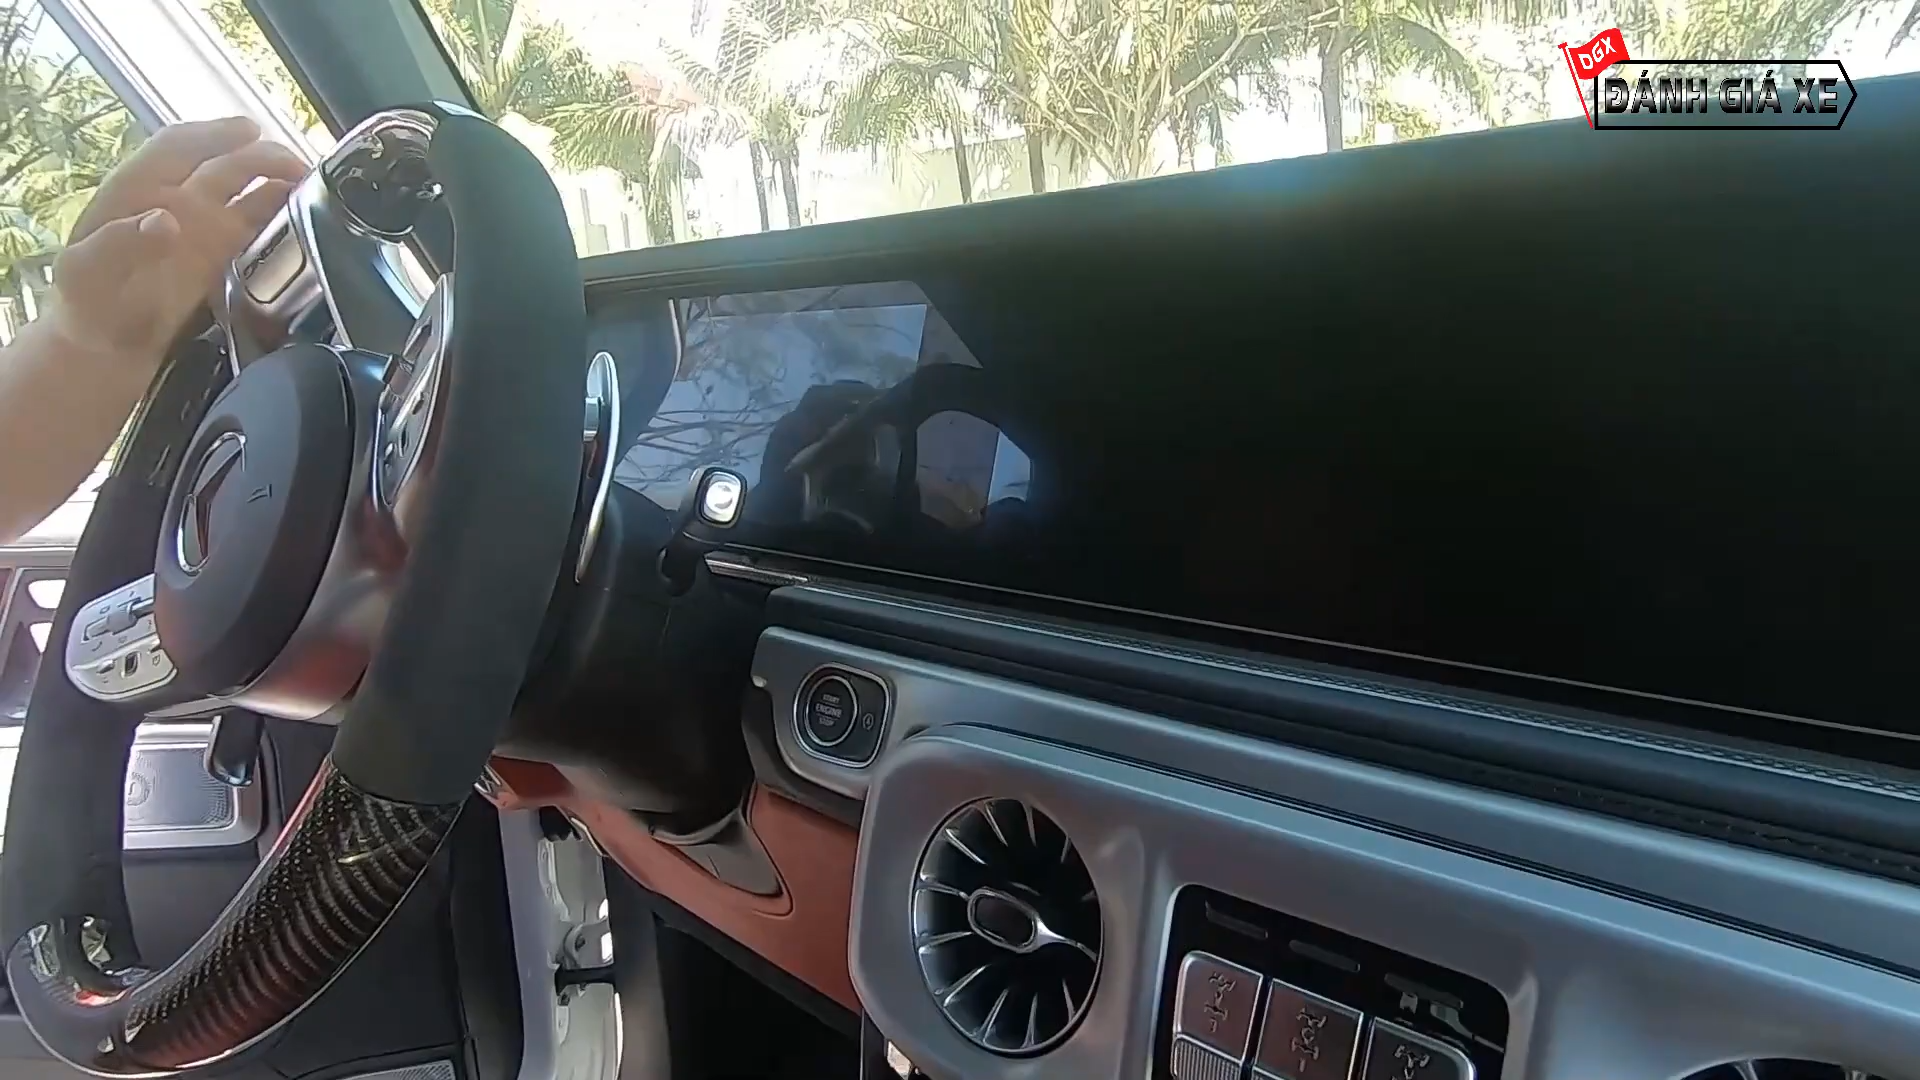 DGX
ĐÁNH GIÁ XE
START
ENGINE
STOP